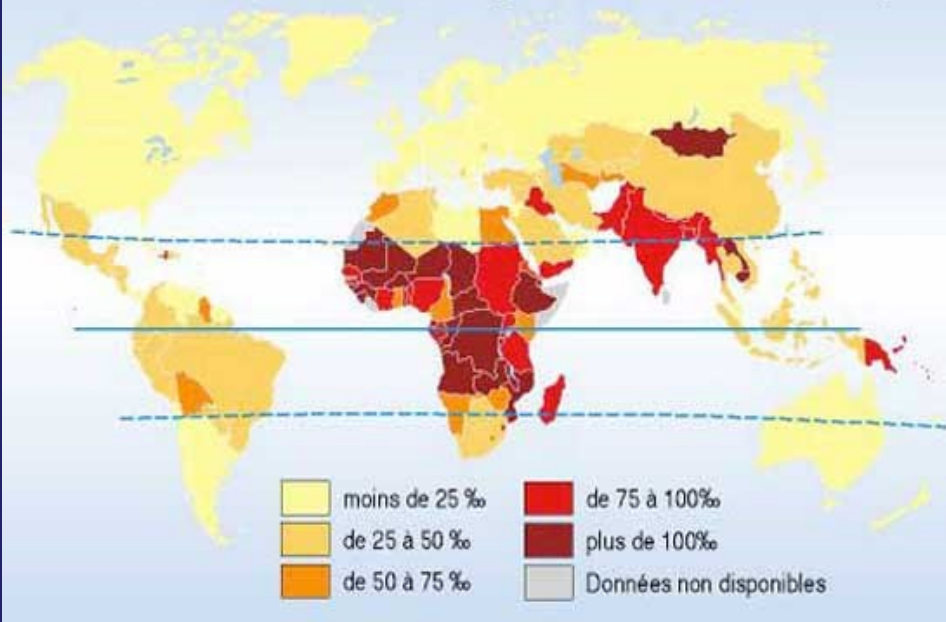 moins de 25 ‰
de 25 à 50 ‰
de 50 à 75 ‰
de 75 à 100‰
plus de 100‰
Données non disponibles